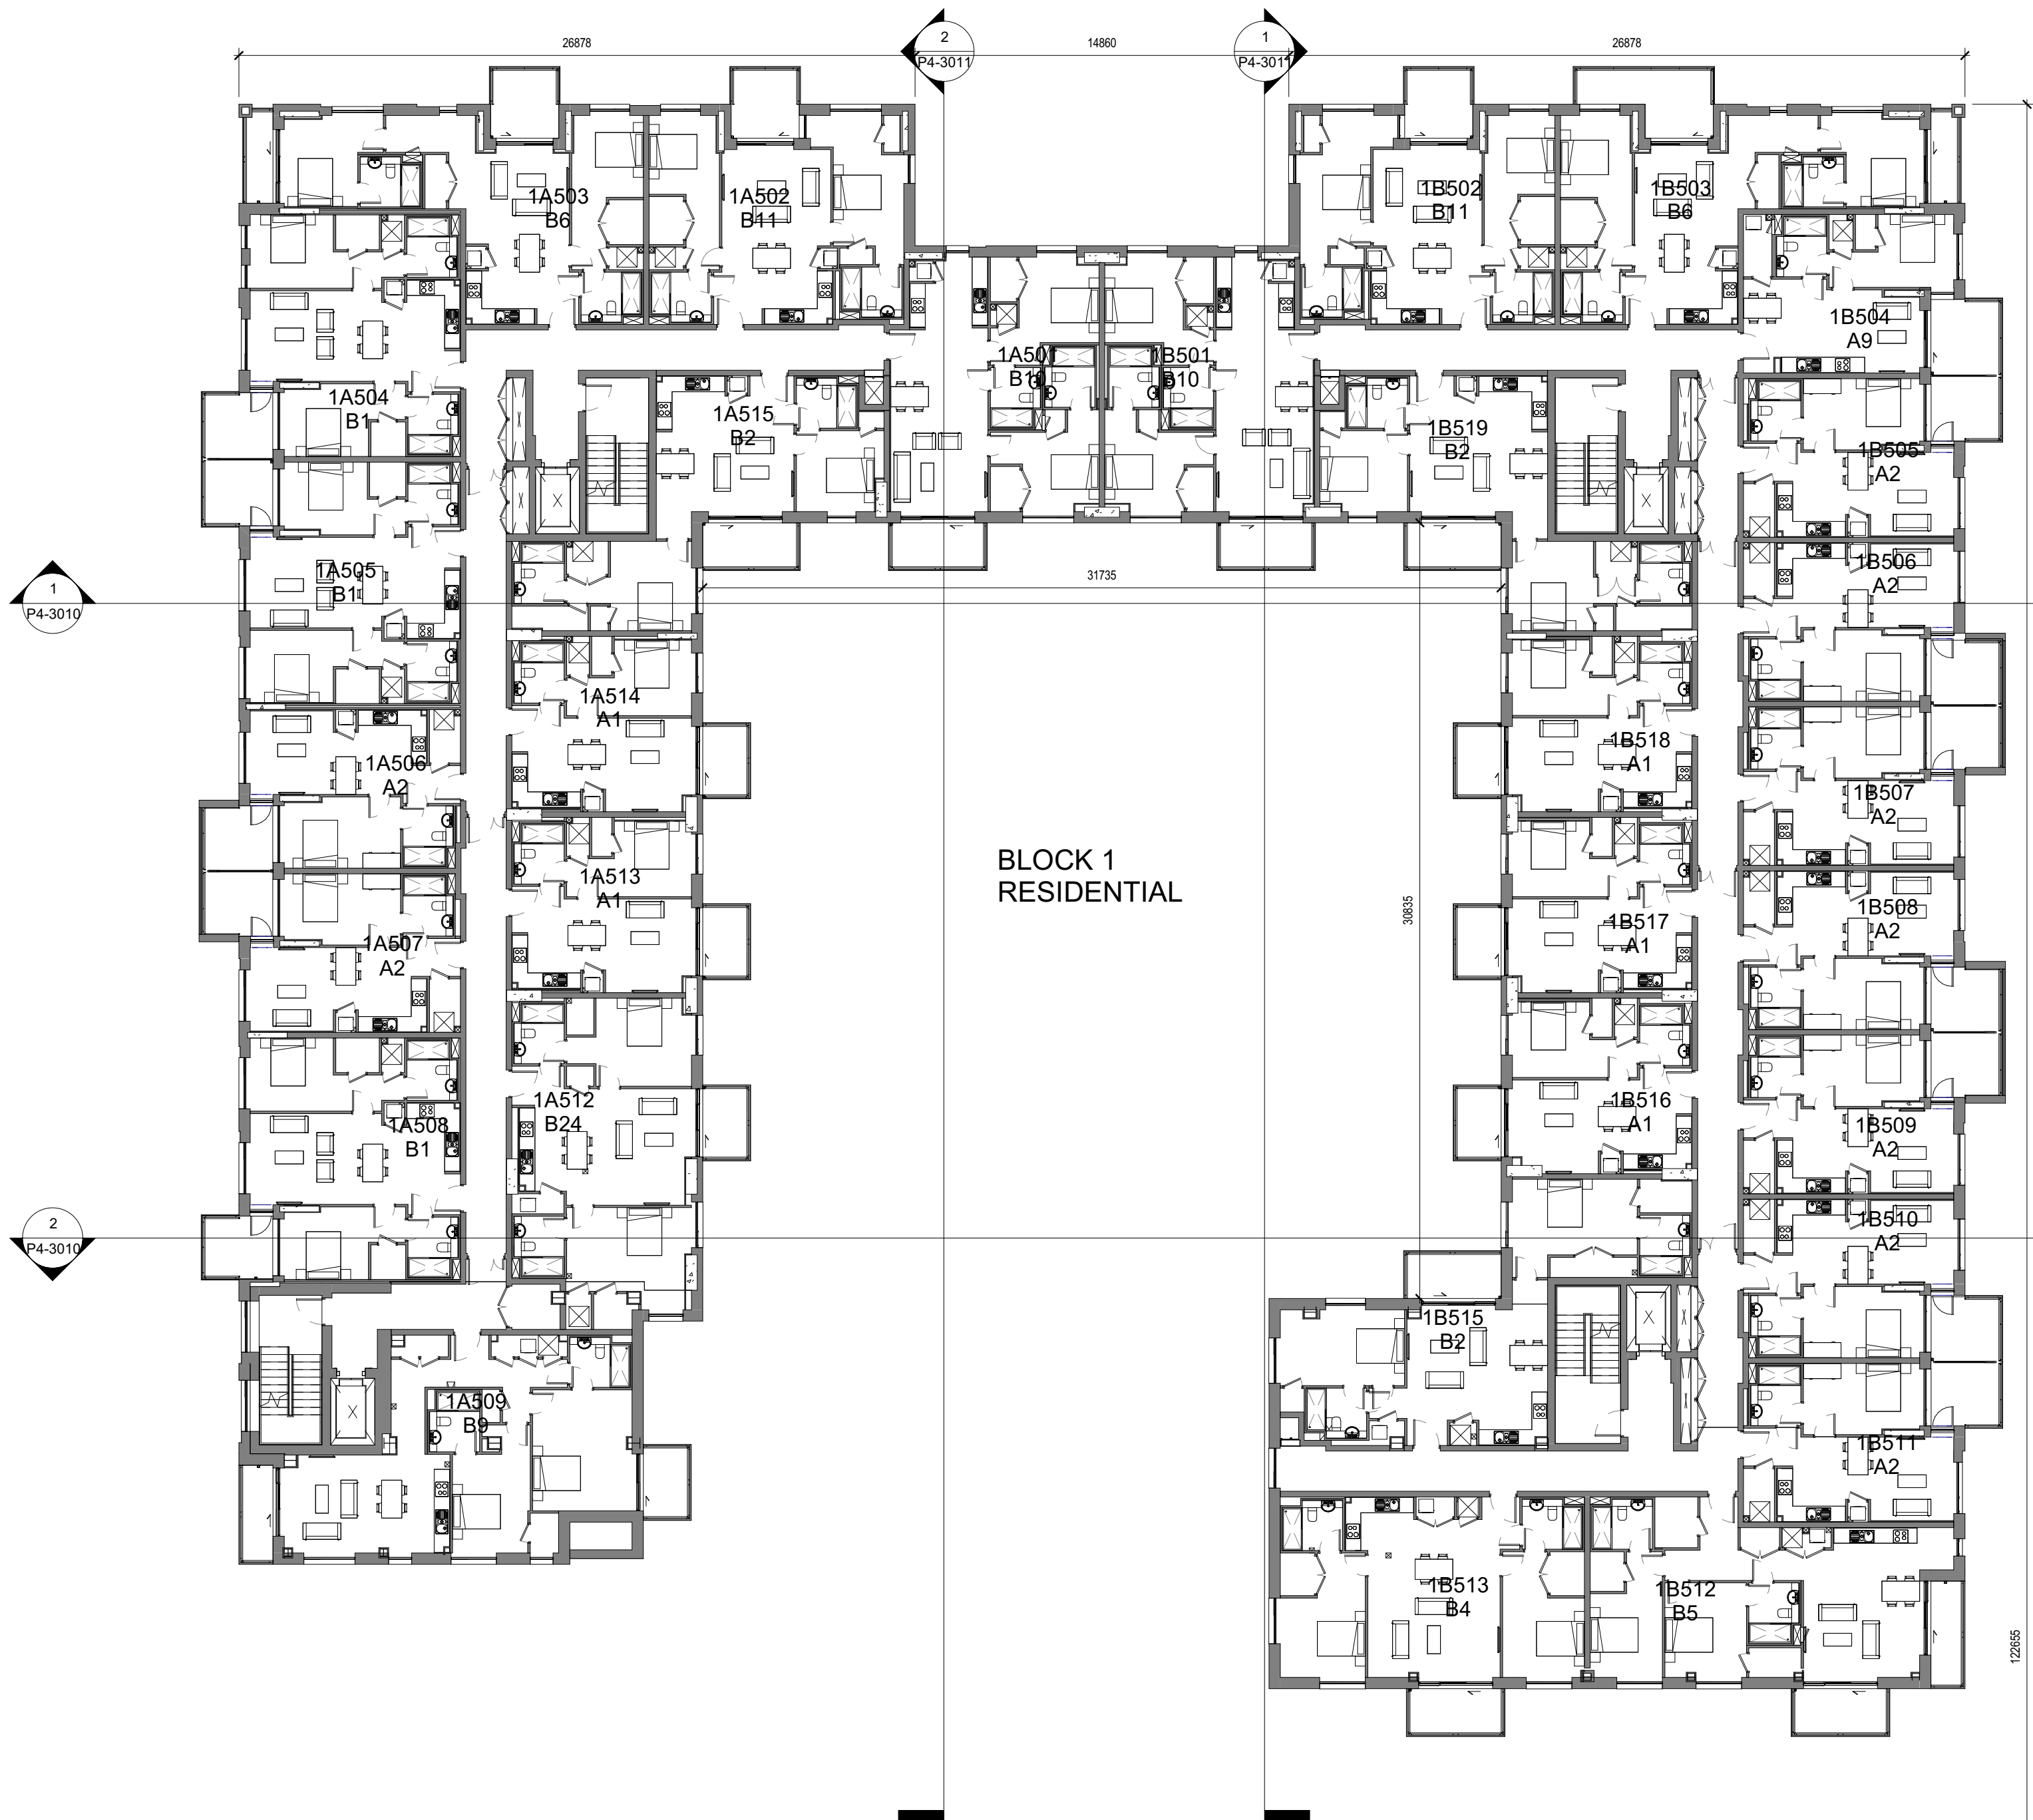 26878
2
P4-3011
14860
1
P4-3011
26878
1A503
B6
1A502
B11
1B502
B11
1B503
B6
1B504
A9
1A501
B10
1B501
B10
1A504
B1
1A515
B2
1B519
B2
1B505
A2
1A505
B1
31735
1B506
A2
1
P4-3010
1A514
A1
1B518
A1
1A506
A2
1B507
A2
BLOCK 1
RESIDENTIAL
1A513
A1
30835
1B517
A1
1B508
A2
1A507
A2
1A512
B24
1B516
A1
1A508
B1
1B509
A2
2
P4-3010
1B510
A2
1B515
B2
1A509
B9
1B511
A2
1B513
B4
1B512
B5
122655